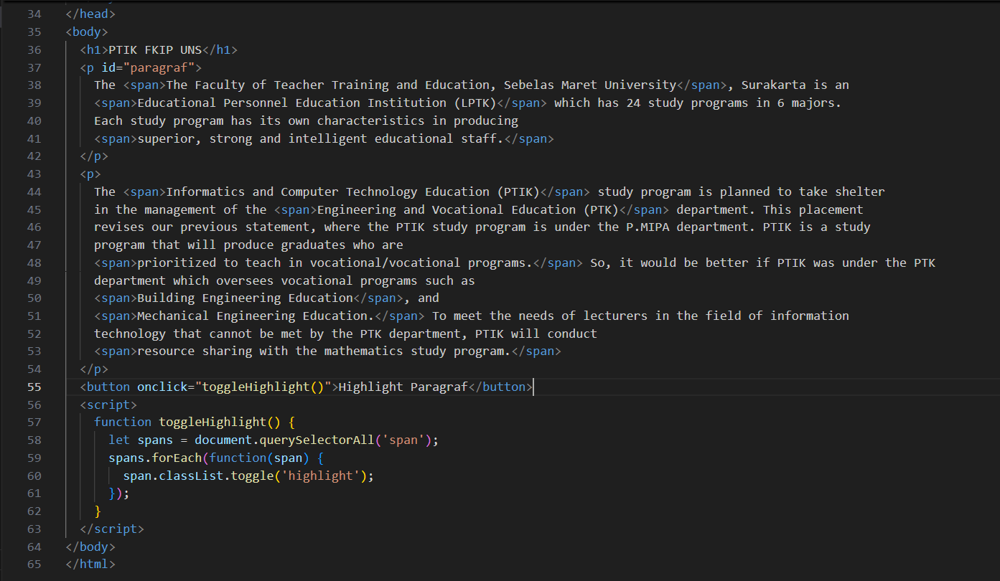 34 </head>
35 <body>
36 <h1>PTIK FKIP UNS</h1>
37 <p id="paragraf">
38 The <span>The Faculty of Teacher Training and Education, Sebelas Maret University</span>, Surakarta is an
39 <span>Educational Personnel Education Institution (LPTK)</span> which has 24 study programs in 6 majors.
40 Each study program has its own characteristics in producing
41 <span>superior, strong and intelligent educational staff.</span>
42 </p>
43 <p>
44 The <span>Informatics and Computer Technology Education (PTIK)</span> study program is planned to take shelter
45 in the management of the <span>Engineering and Vocational Education (PTK)</span> department. This placement
46 revises our previous statement, where the PTIK study program is under the P.MIPA department. PTIK is a study
47 program that will produce graduates who are
48 <span>prioritized to teach in vocational/vocational programs.</span> So, it would be better if PTIK was under the PTK
49 department which oversees vocational programs such as
50 <span>Building Engineering Education</span>, and
51 <span>Mechanical Engineering Education.</span> To meet the needs of lecturers in the field of information
52 technology that cannot be met by the PTK department, PTIK will conduct
53 <span>resource sharing with the mathematics study program.</span>
54 </p>
55 <button onclick="toggleHighlight()">Highlight Paragraf</button>
56 <script>
57 function toggleHighlight() {
58 let spans = document.querySelectorAll('span');
59 spans.forEach(function(span) {
60 span.classList.toggle('highlight');
61 });
62 }
63 </script>
64 </body>
65 </html>